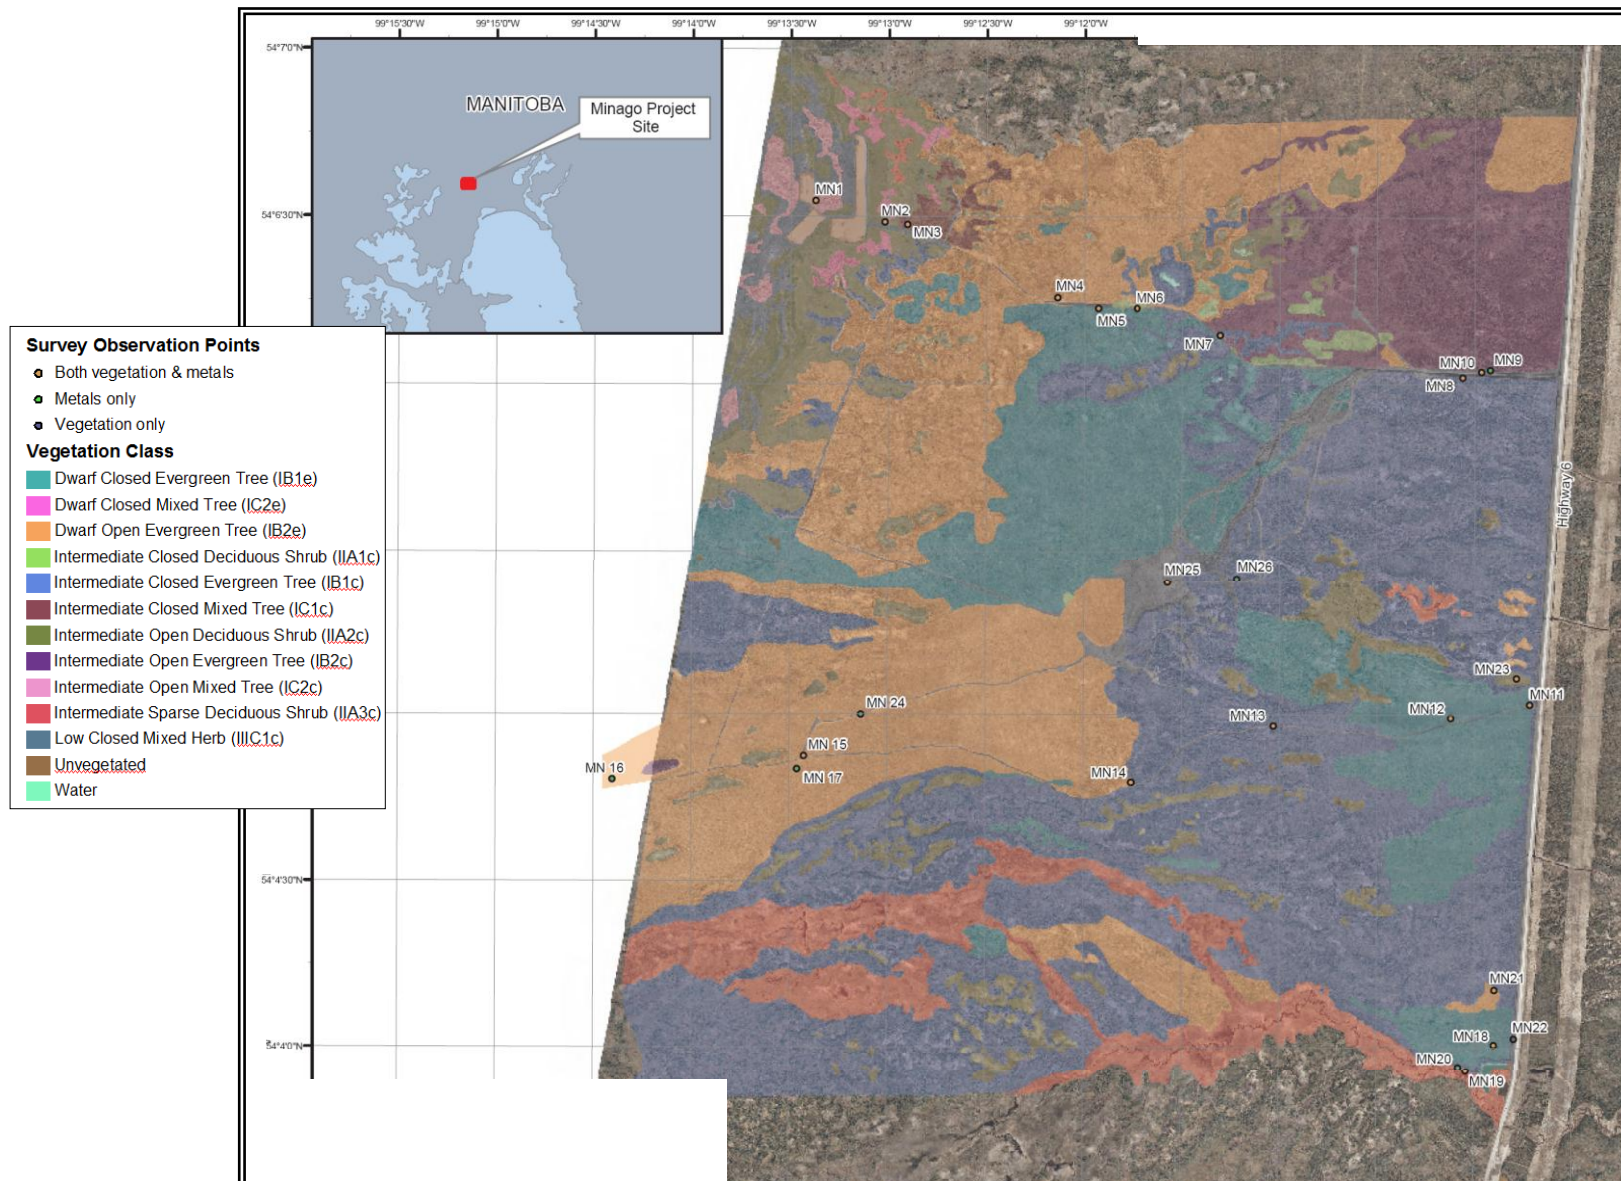 99°15'30"W 99°15'0"W 99°14'30"W 99°14'0"W 99°13'30"W 99°13'0"W 99°12'30"W 99°12'0"W
54°7'0"N
MANITOBA
Minago Project
Site
54°6'30"N
MN1
MN2
MN3
MN4
MN5
MN6
MN7
MN10
MN9
MN8
Survey Observation Points
Both vegetation & metals
Metals only
Vegetation only
Vegetation Class
Dwarf Closed Evergreen Tree (IB1e)
Dwarf Closed Mixed Tree (IC2e)
Dwarf Open Evergreen Tree (IB2e)
Intermediate Closed Deciduous Shrub (IIA1c)
Intermediate Closed Evergreen Tree (IB1c)
Intermediate Closed Mixed Tree (IC1c)
Intermediate Open Deciduous Shrub (IIA2c)
Intermediate Open Evergreen Tree (IB2c)
Intermediate Open Mixed Tree (IC2c)
Intermediate Sparse Deciduous Shrub (IIA3c)
Low Closed Mixed Herb (IIIC1c)
Unvegetated
Water
Highway 6
MN25
MN26
MN23
MN11
MN 24
MN13
MN12
MN 15
MN 16
MN 17
MN14
54°4'30"N
MN21
MN22
MN18
54°4'0"N
MN20
MN19